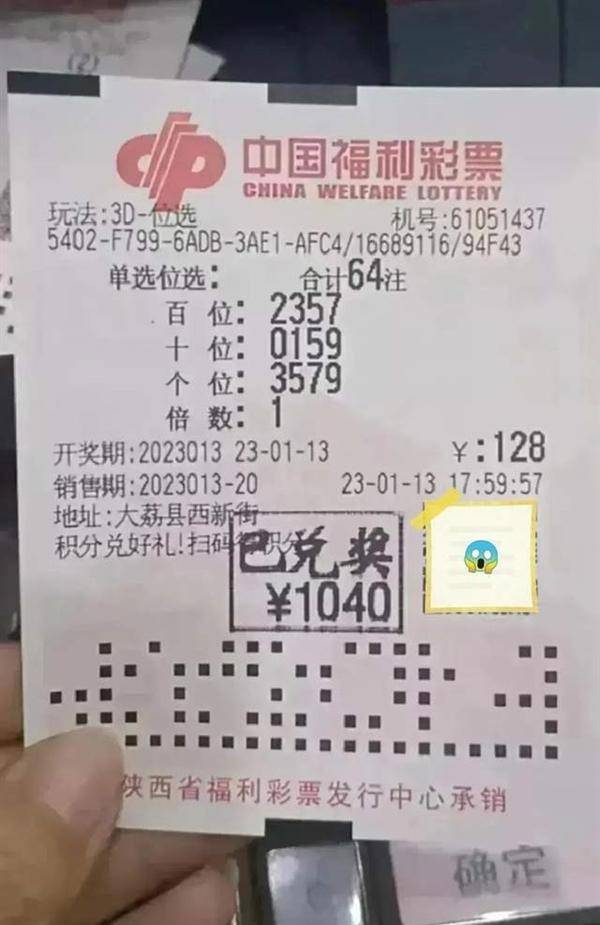 中国福利彩票
CHINA WELFARE LOTTERY
玩法:3D-位选 机号:61051437
5402-F799-6ADB-3AE1-AFC4/16689116/94F43
单选位选: 合计64注
百 位: 2357
十 位: 0159
个 位: 3579
倍 数: 1
开奖期:2023013 23-01-13 ¥:128
销售期:2023013-20 23-01-13 17:59:57
地址:大荔县西新街
积分兑好礼!扫码得积分
已兑奖
¥1040
陕西省福利彩票发行中心承销
确定